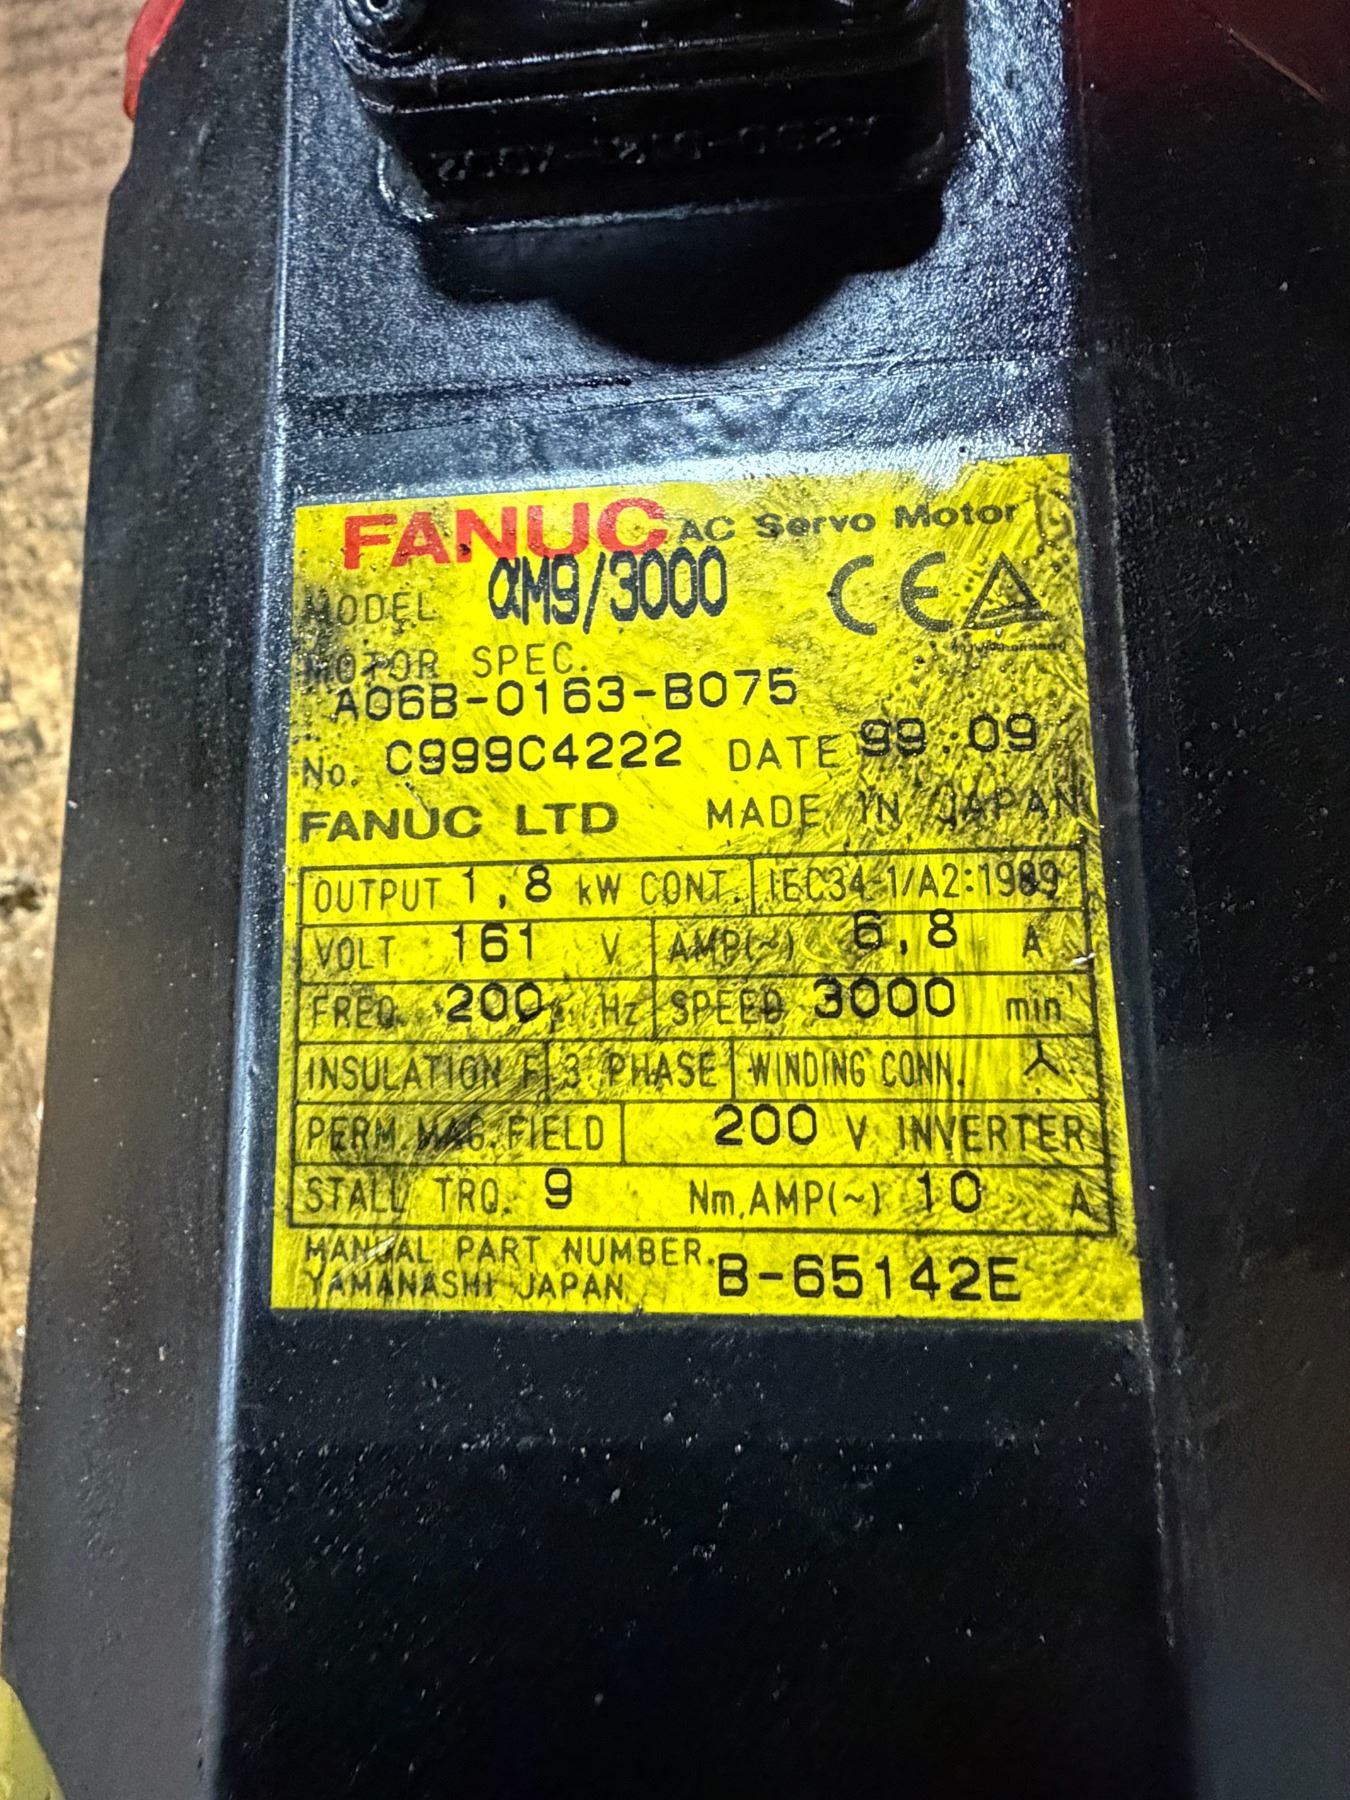 FANUC AC Servo Motor
MODEL αM9/3000
MOTOR SPEC.
A06B-0163-B075
No. C999C4222 DATE 99.09
FANUC LTD MADE IN JAPAN
OUTPUT 1,8 kW CONT. IEC34-1/A2:1989
VOLT 161 V AMP(~) 6,8 A
FREQ. 200 Hz SPEED 3000 min⁻¹
INSULATION F 3 PHASE WINDING CONN.
PERM. MAG. FIELD 200 V INVERTER
STALL TRQ. 9 Nm, AMP(~) 10 A
MANUAL PART NUMBER. B-65142E
YAMANASHI JAPAN